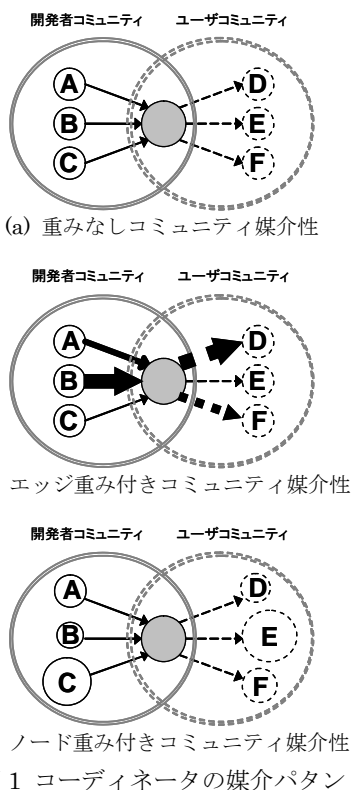 開発者コミュニティ ユーザコミュニティ
A D
B E
C F
(a) 重みなしコミュニティ媒介性
開発者コミュニティ ユーザコミュニティ
A D
B E
C F
エッジ重み付きコミュニティ媒介性
開発者コミュニティ ユーザコミュニティ
A D
B E
C F
ノード重み付きコミュニティ媒介性
1 コーディネータの媒介パタン